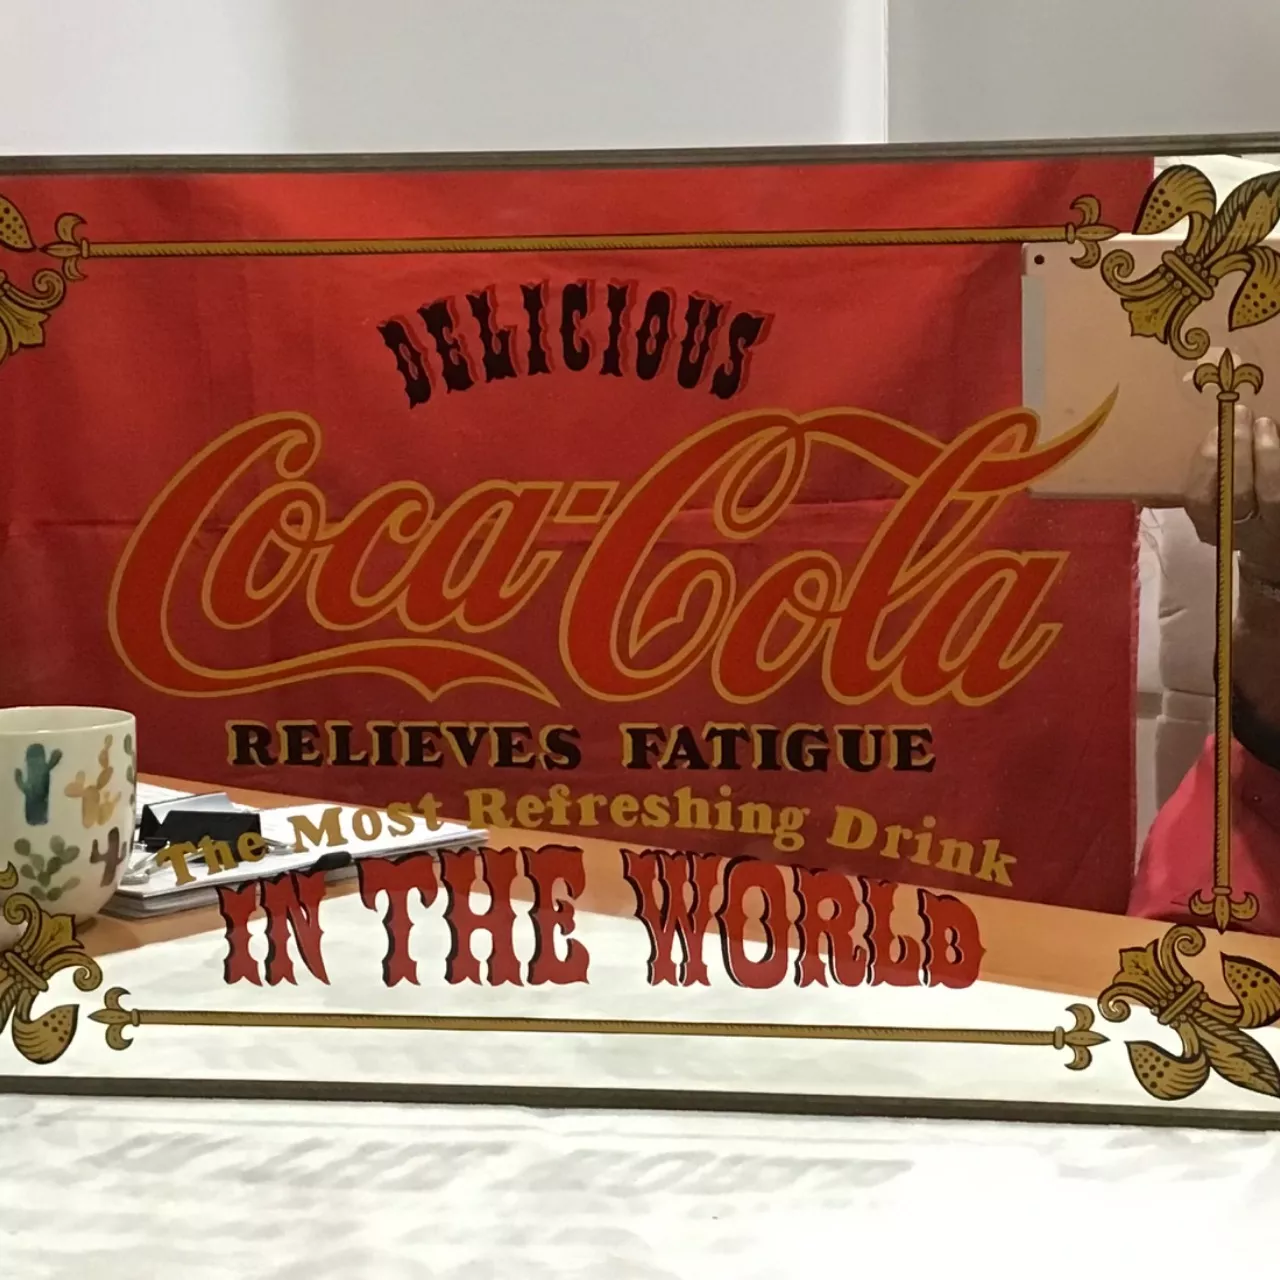 DELICIOUS
Coca-Cola
RELIEVES FATIGUE
The Most Refreshing Drink
IN THE WORLD